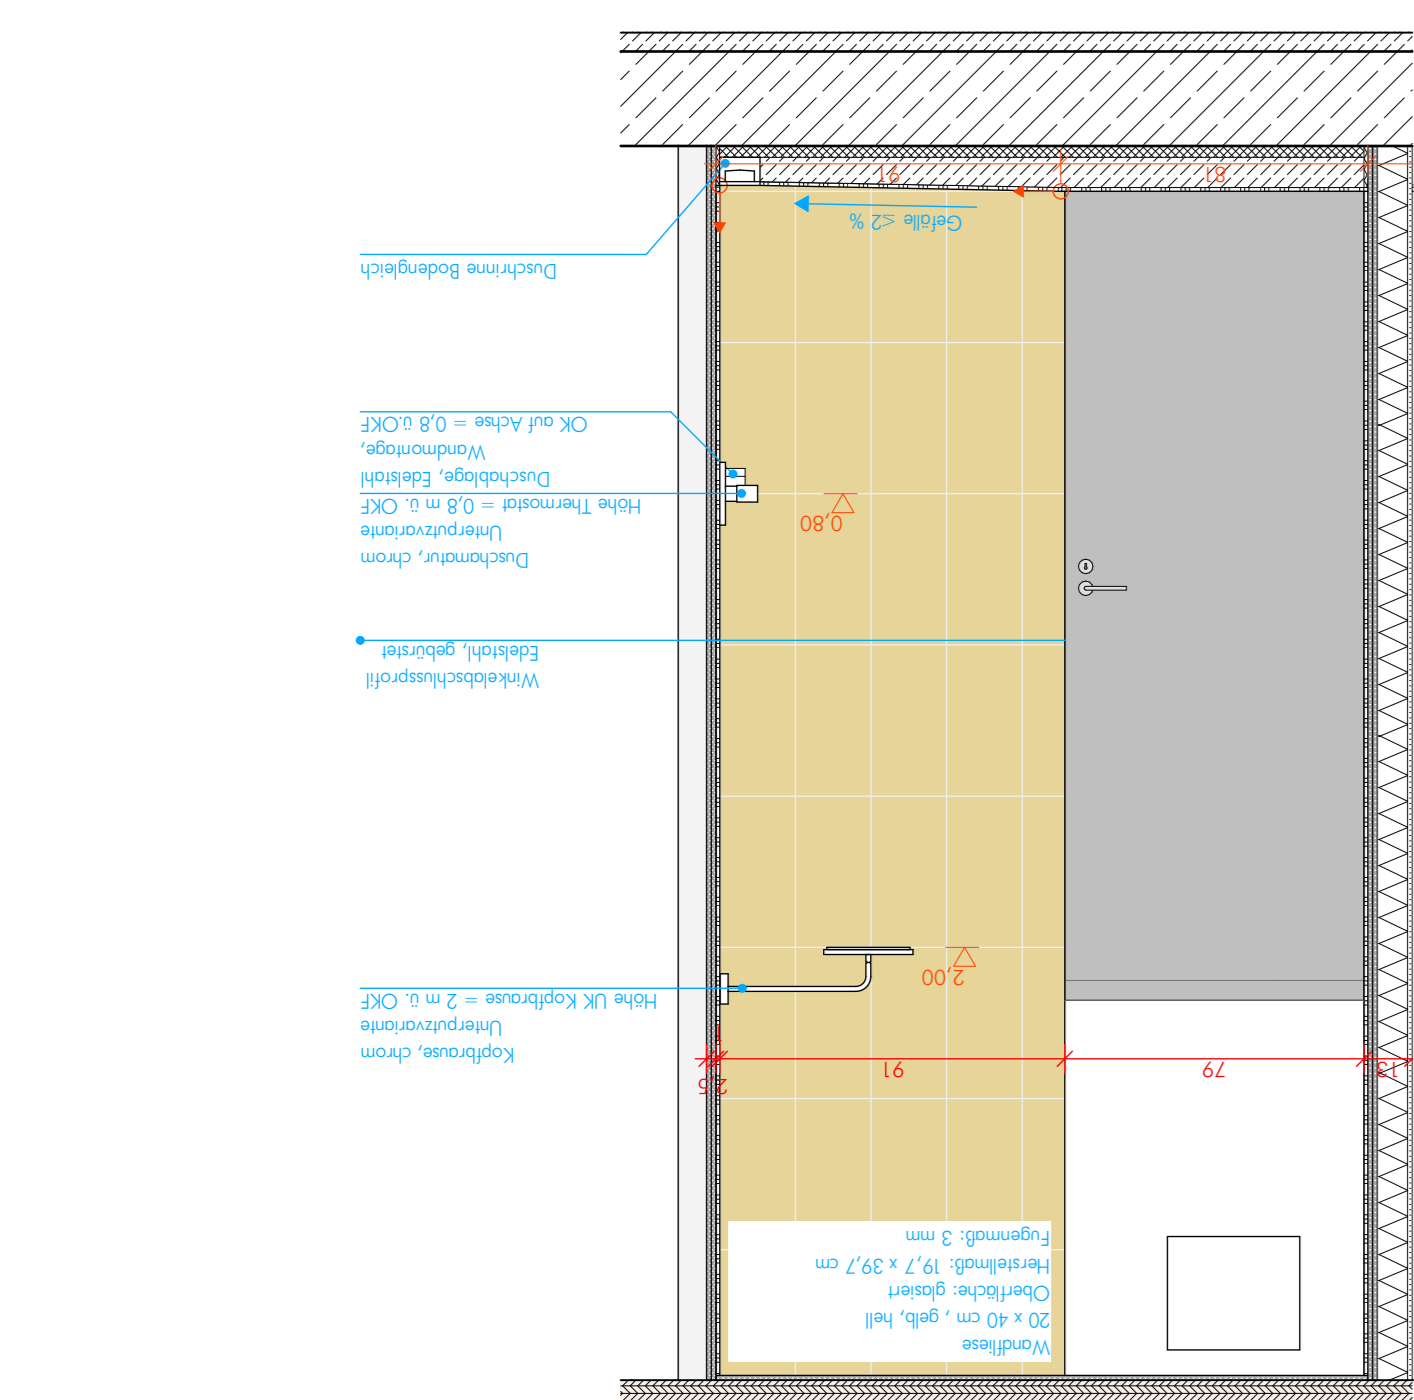 Wandfliese
20 x 40 cm , gelb, hell
Oberfläche: glasiert
Herstellmaß: 19,7 x 39,7 cm
Fugenmaß: 3 mm
2,5
13
79
91
1
Kopfbrause, chrom
Unterputzvariante
Höhe UK Kopfbrause = 2 m ü. OKF
2,00
Winkelabschlussprofil
Edelstahl, gebürstet
Duschamatur, chrom
Unterputzvariante
Höhe Thermostat = 0,8 m ü. OKF
0,80
Duschablage, Edelstahl
Wandmontage,
OK auf Achse = 0,8 ü.OKF
Duschrinne Bodengleich
Gefälle ≤2 %
81
91